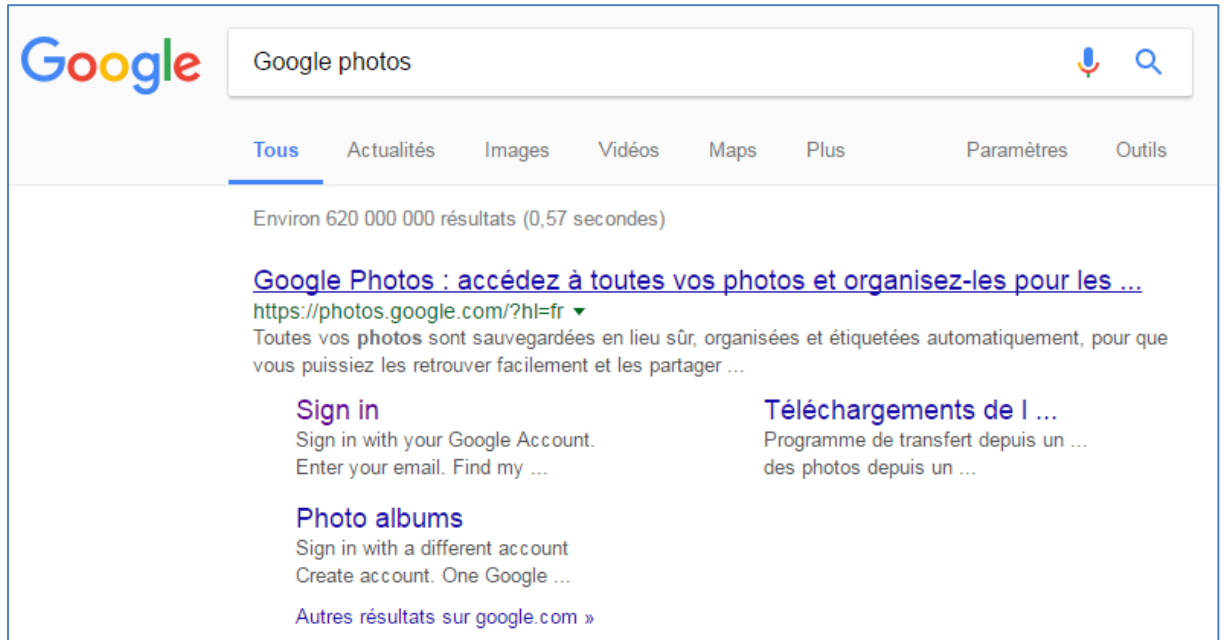 Google
Google photos
Tous Actualités Images Vidéos Maps Plus Paramètres Outils
Environ 620 000 000 résultats (0,57 secondes)
Google Photos : accédez à toutes vos photos et organisez-les pour les ...
https://photos.google.com/?hl=fr
Toutes vos photos sont sauvegardées en lieu sûr, organisées et étiquetées automatiquement, pour que
vous puissiez les retrouver facilement et les partager ...
Sign in
Sign in with your Google Account.
Enter your email. Find my ...
Téléchargements de l ...
Programme de transfert depuis un ...
des photos depuis un ...
Photo albums
Sign in with a different account
Create account. One Google ...
Autres résultats sur google.com »